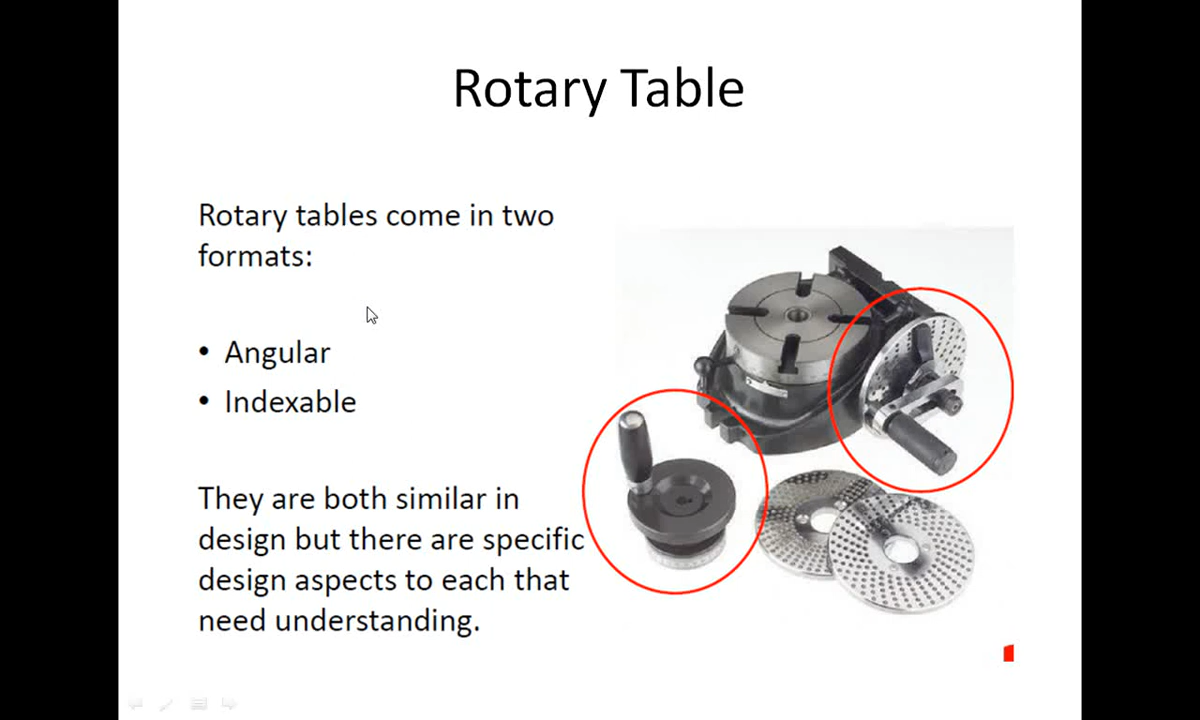 Rotary Table
Rotary tables come in two
formats:
• Angular
• Indexable
They are both similar in
design but there are specific
design aspects to each that
need understanding.